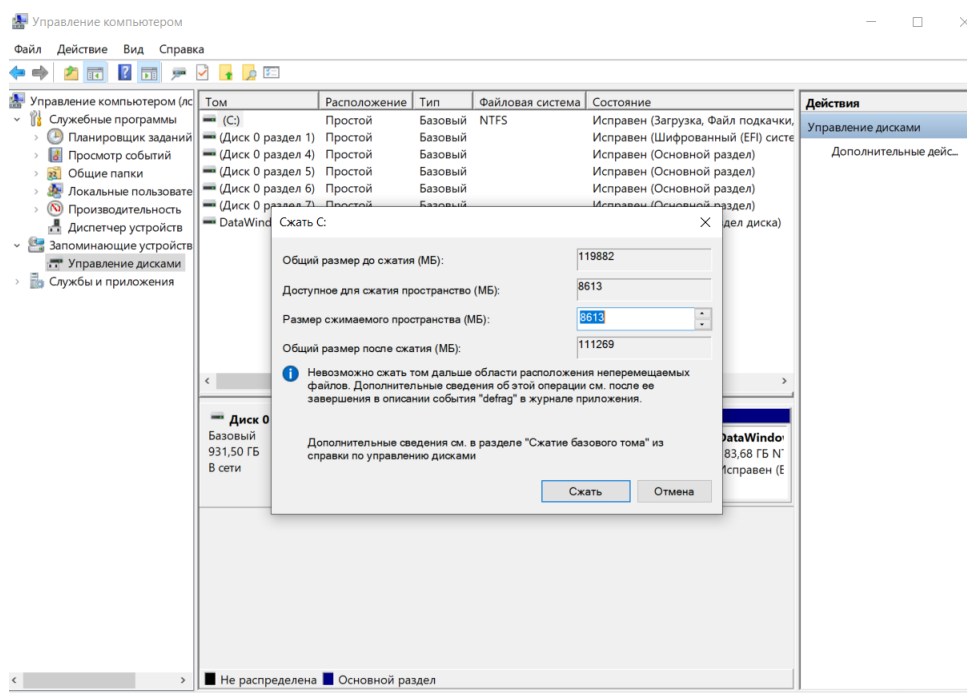 Управление компьютером
Файл Действие Вид Справка
Управление компьютером (лс
Служебные программы
Планировщик заданий
Просмотр событий
Общие папки
Локальные пользовате
Производительность
Диспетчер устройств
Запоминающие устройств
Управление дисками
Службы и приложения
Том Расположение Тип Файловая система Состояние
(C:) Простой Базовый NTFS Исправен (Загрузка, Файл подкачки,
(Диск 0 раздел 1) Простой Базовый Исправен (Шифрованный (EFI) систе
(Диск 0 раздел 4) Простой Базовый Исправен (Основной раздел)
(Диск 0 раздел 5) Простой Базовый Исправен (Основной раздел)
(Диск 0 раздел 6) Простой Базовый Исправен (Основной раздел)
(Диск 0 раздел 7) Простой Базовый Исправен (Основной раздел)
DataWind дел диска)
Действия
Управление дисками
Дополнительные дейс...
Сжать C:
Общий размер до сжатия (МБ): 119882
Доступное для сжатия пространство (МБ): 8613
Размер сжимаемого пространства (МБ): 8613
Общий размер после сжатия (МБ): 111269
Невозможно сжать том дальше области расположения неперемещаемых
файлов. Дополнительные сведения об этой операции см. после ее
завершения в описании события "defrag" в журнале приложения.
Дополнительные сведения см. в разделе "Сжатие базового тома" из
справки по управлению дисками
Сжать Отмена
Диск 0
Базовый
931,50 ГБ
В сети
DataWindo
83,68 ГБ N
Исправен (Е
Не распределена Основной раздел